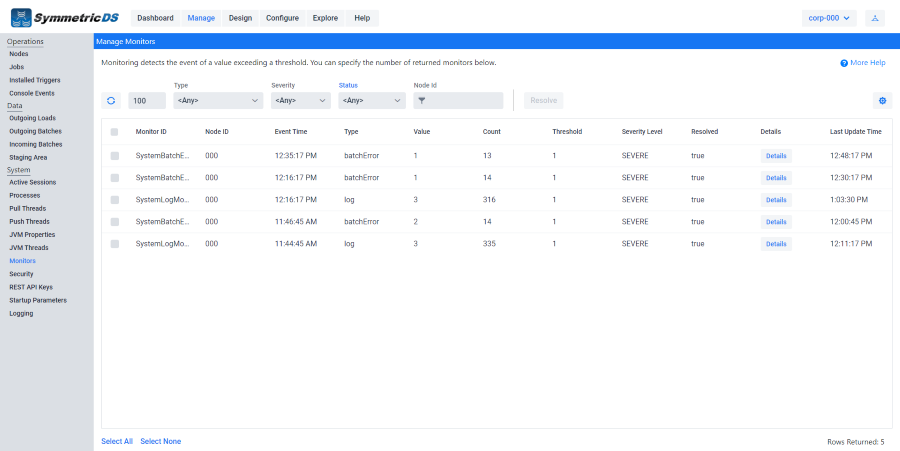 SymmetricDS Dashboard Manage Design Configure Explore Help corp-000
Operations
Nodes
Jobs
Installed Triggers
Console Events
Data
Outgoing Loads
Outgoing Batches
Incoming Batches
Staging Area
System
Active Sessions
Processes
Pull Threads
Push Threads
JVM Properties
JVM Threads
Monitors
Security
REST API Keys
Startup Parameters
Logging
Manage Monitors
Monitoring detects the event of a value exceeding a threshold. You can specify the number of returned monitors below.
More Help
Type Severity Status Node Id
100 <Any> <Any> <Any> Resolve
Monitor ID Node ID Event Time Type Value Count Threshold Severity Level Resolved Details Last Update Time
SystemBatchE... 000 12:35:17 PM batchError 1 13 1 SEVERE true Details 12:48:17 PM
SystemBatchE... 000 12:16:17 PM batchError 1 14 1 SEVERE true Details 12:30:17 PM
SystemLogMo... 000 12:16:17 PM log 3 316 1 SEVERE true Details 1:03:30 PM
SystemBatchE... 000 11:46:45 AM batchError 2 14 1 SEVERE true Details 12:00:45 PM
SystemLogMo... 000 11:44:45 AM log 3 335 1 SEVERE true Details 12:11:17 PM
Select All Select None
Rows Returned: 5